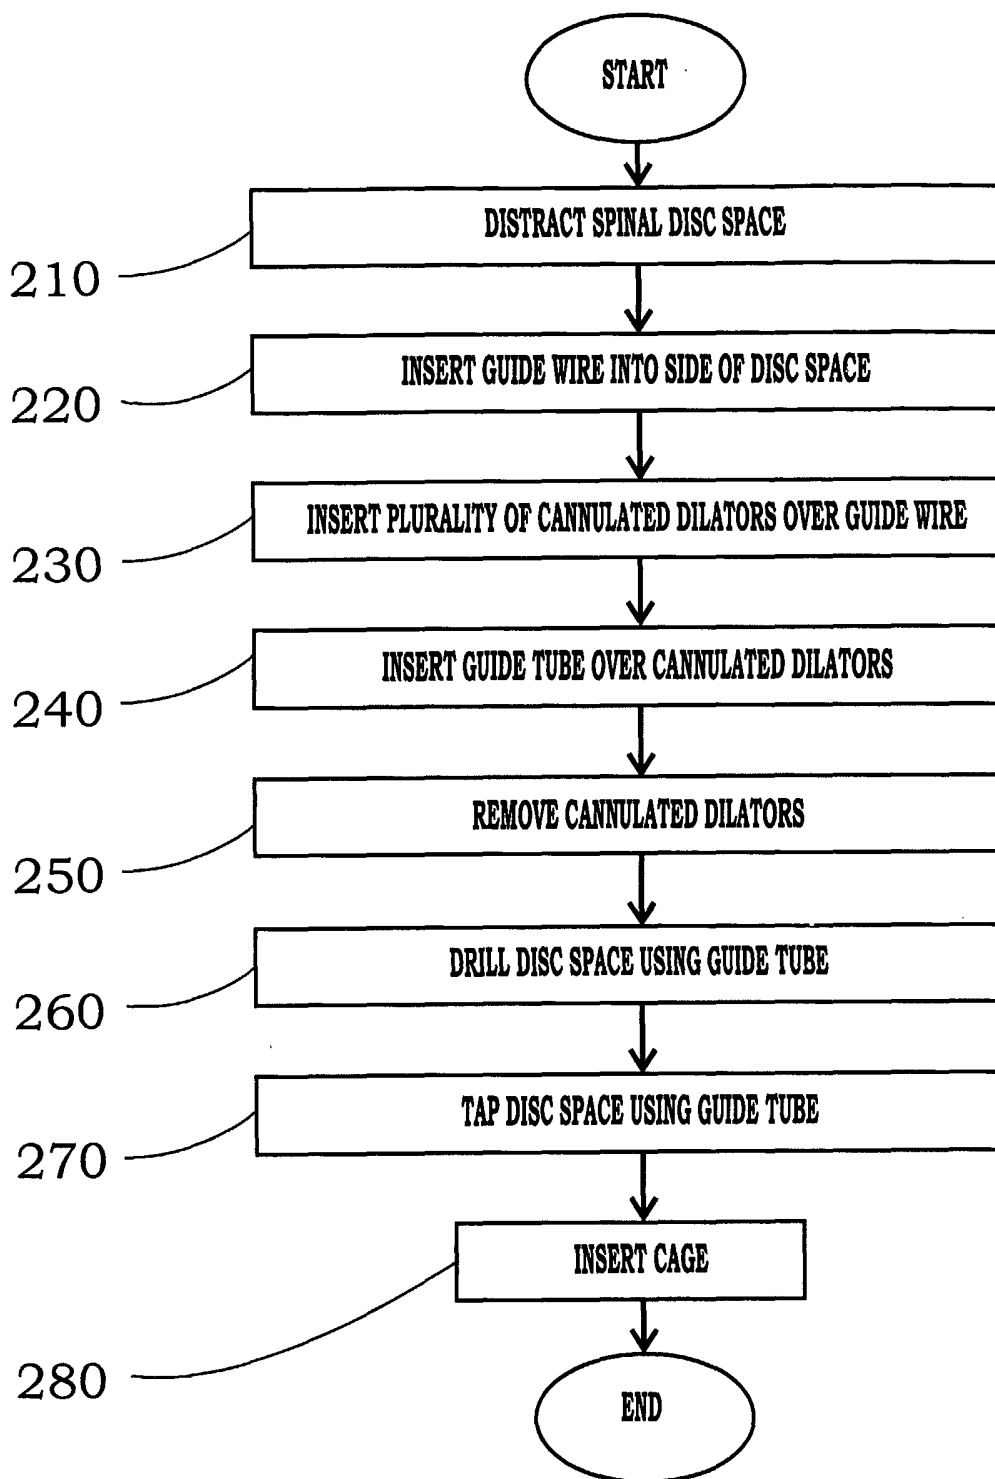 START
DISTRACT SPINAL DISC SPACE
210
INSERT GUIDE WIRE INTO SIDE OF DISC SPACE
220
INSERT PLURALITY OF CANNULATED DILATORS OVER GUIDE WIRE
230
INSERT GUIDE TUBE OVER CANNULATED DILATORS
240
REMOVE CANNULATED DILATORS
250
DRILL DISC SPACE USING GUIDE TUBE
260
TAP DISC SPACE USING GUIDE TUBE
270
INSERT CAGE
280
END